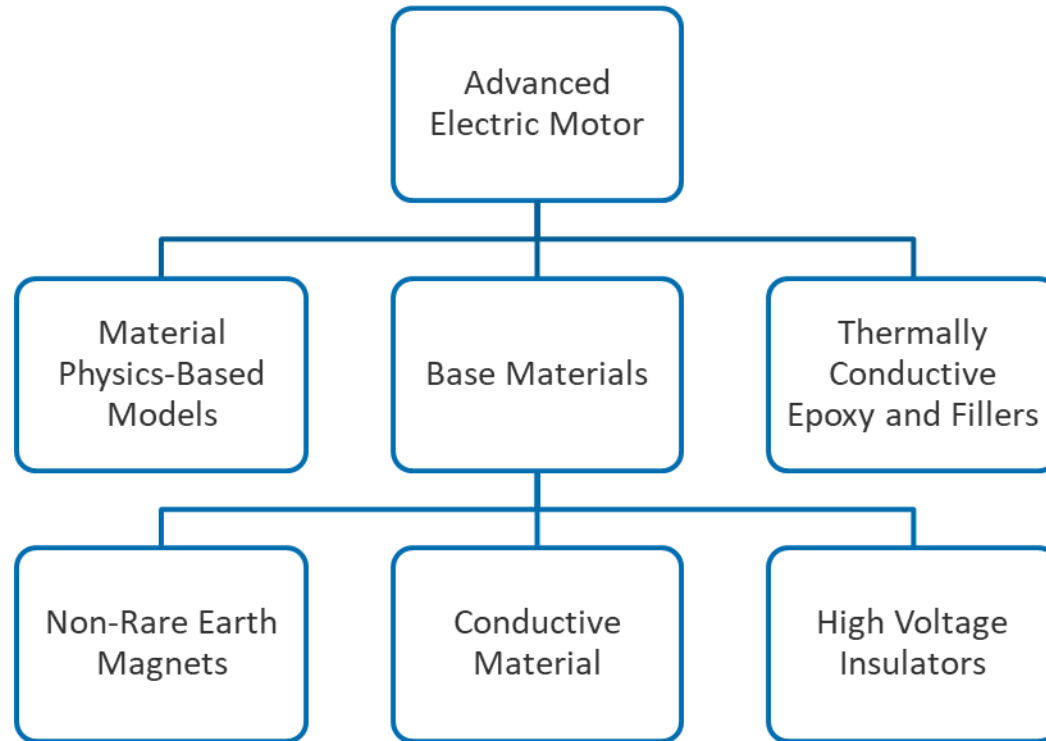 Advanced
Electric Motor
Material
Physics-Based
Models
Base Materials
Thermally
Conductive
Epoxy and Fillers
Non-Rare Earth
Magnets
Conductive
Material
High Voltage
Insulators